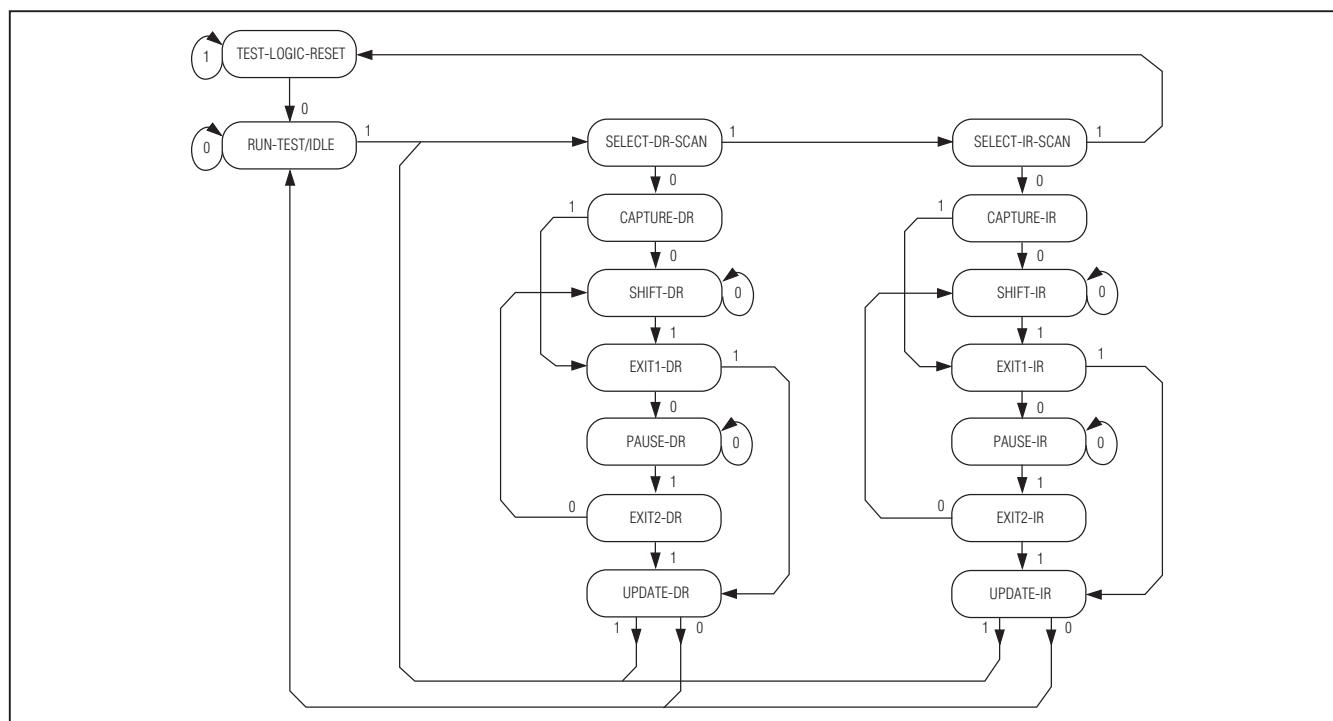 TEST-LOGIC-RESET
1
0
RUN-TEST/IDLE
0
1
SELECT-DR-SCAN
1
0
CAPTURE-DR
1
0
SHIFT-DR
0
1
EXIT1-DR
1
0
PAUSE-DR
0
1
EXIT2-DR
0
1
UPDATE-DR
1
0
SELECT-IR-SCAN
1
0
CAPTURE-IR
1
0
SHIFT-IR
0
1
EXIT1-IR
1
0
PAUSE-IR
0
1
EXIT2-IR
0
1
UPDATE-IR
1
0